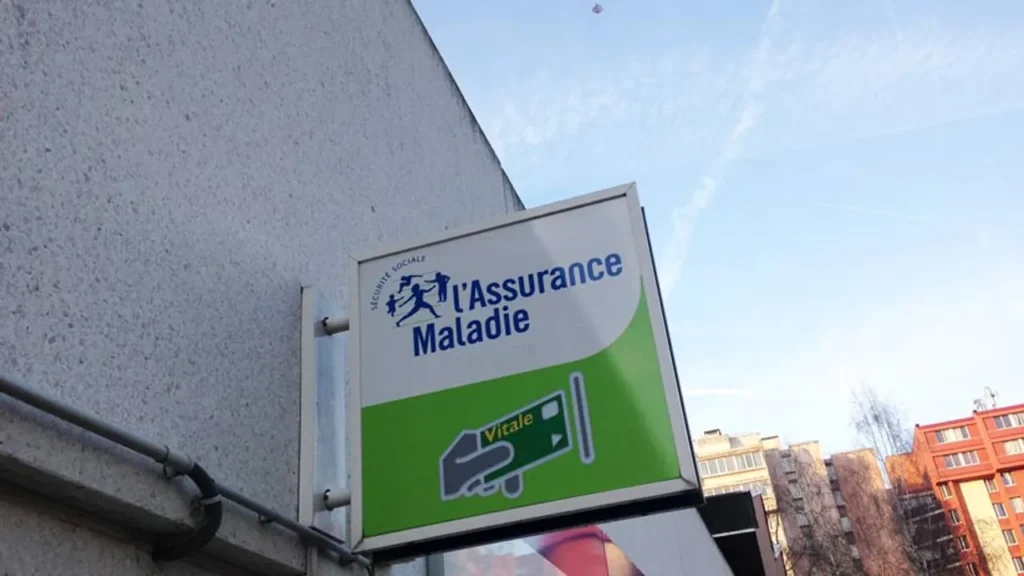 SÉCURITÉ SOCIALE
l'Assurance
Maladie
Vitale